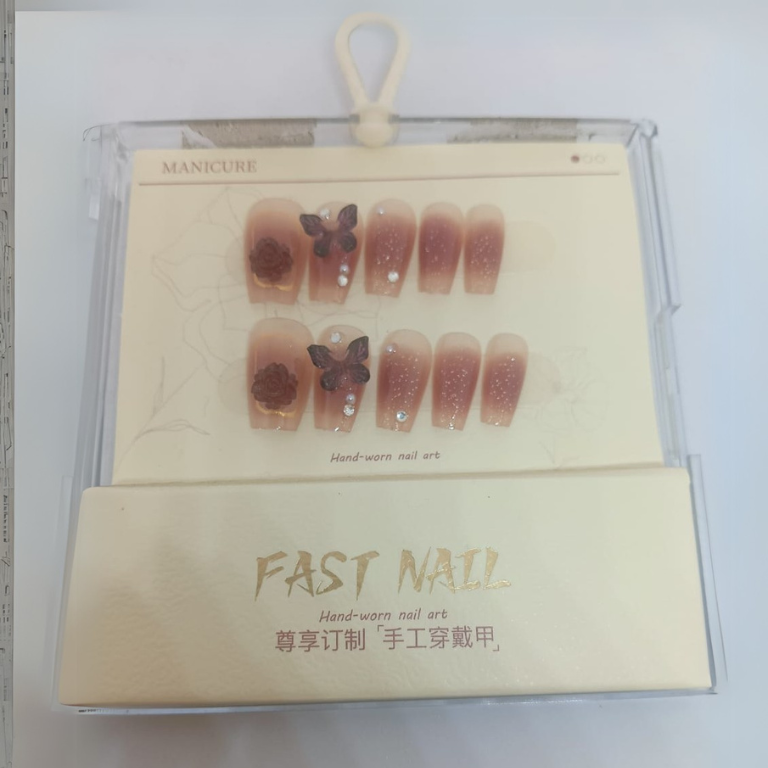 MANICURE
Hand-worn nail art
FAST NAIL
Hand-worn nail art
尊享订制「手工穿戴甲」